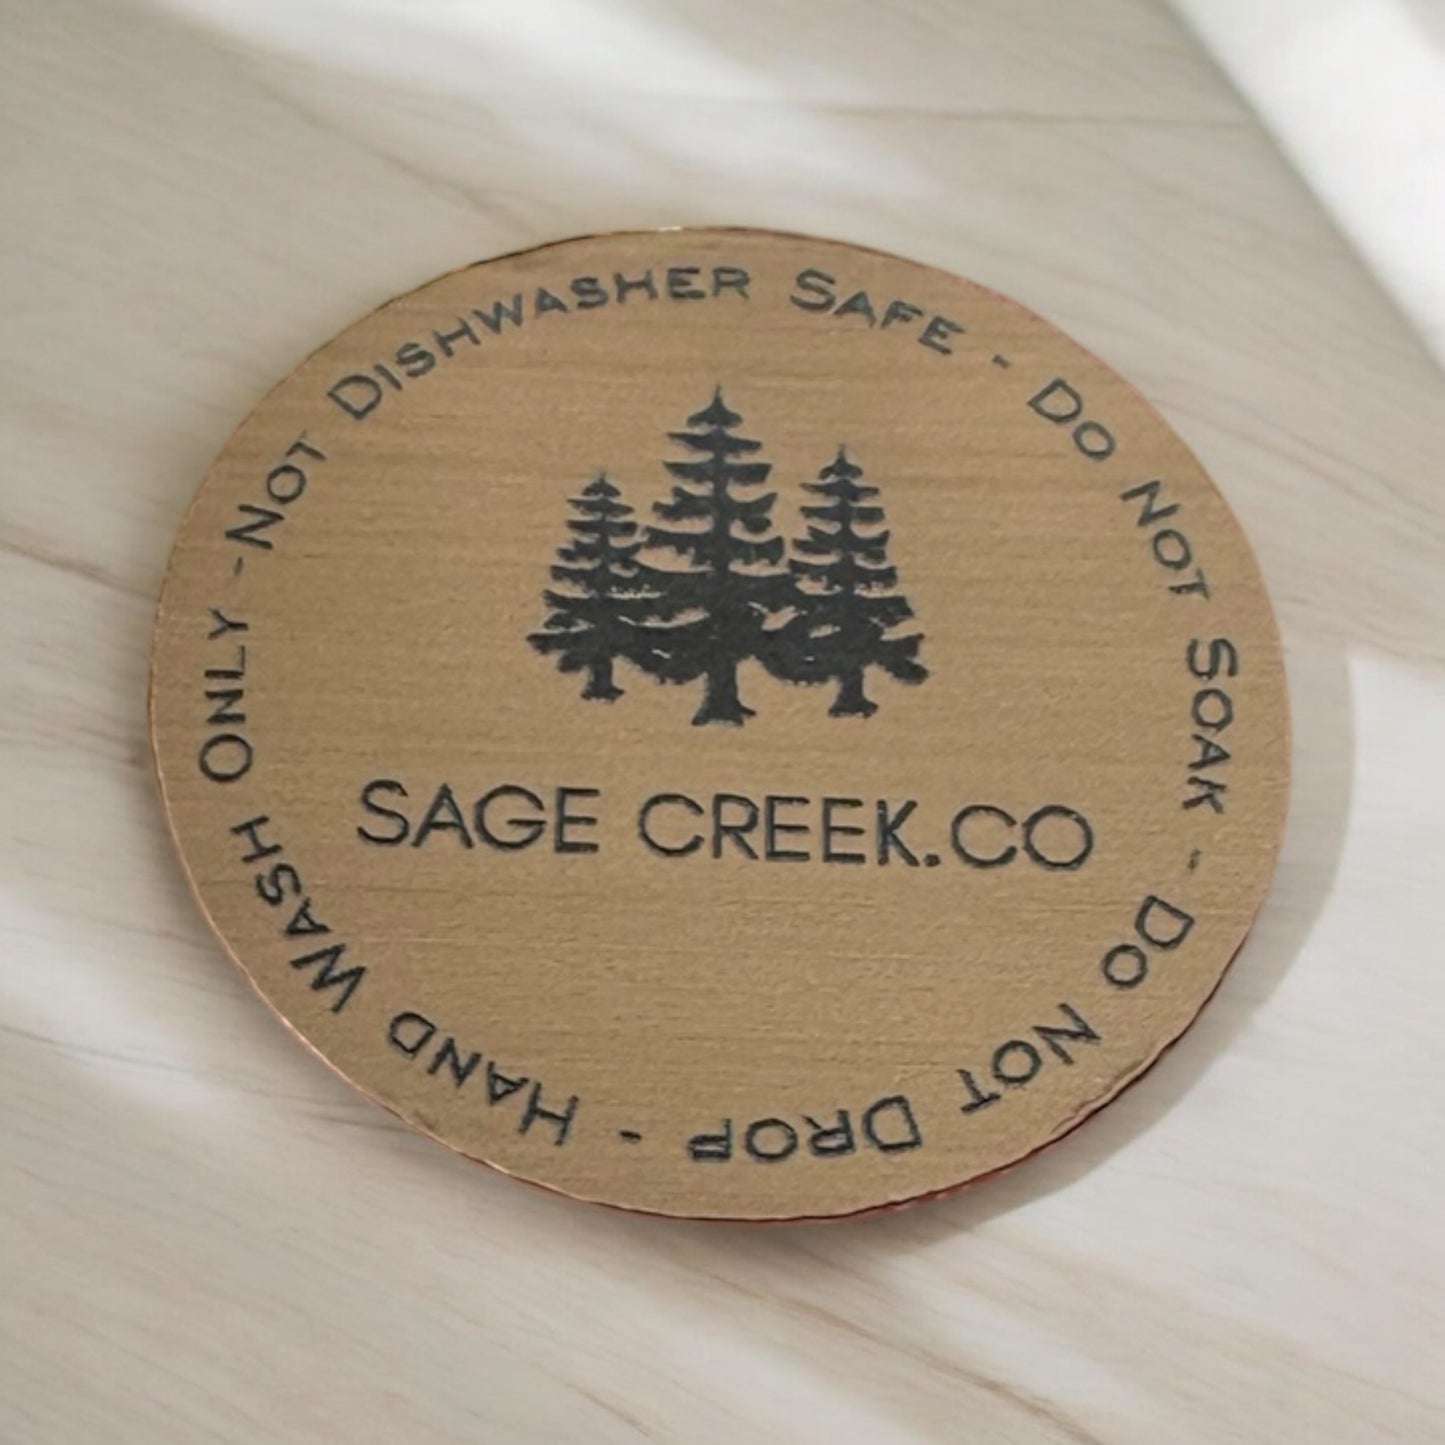 HAND WASH ONLY - NOT DISHWASHER SAFE - DO NOT SOAK - DO NOT DROP -
SAGE CREEK.CO